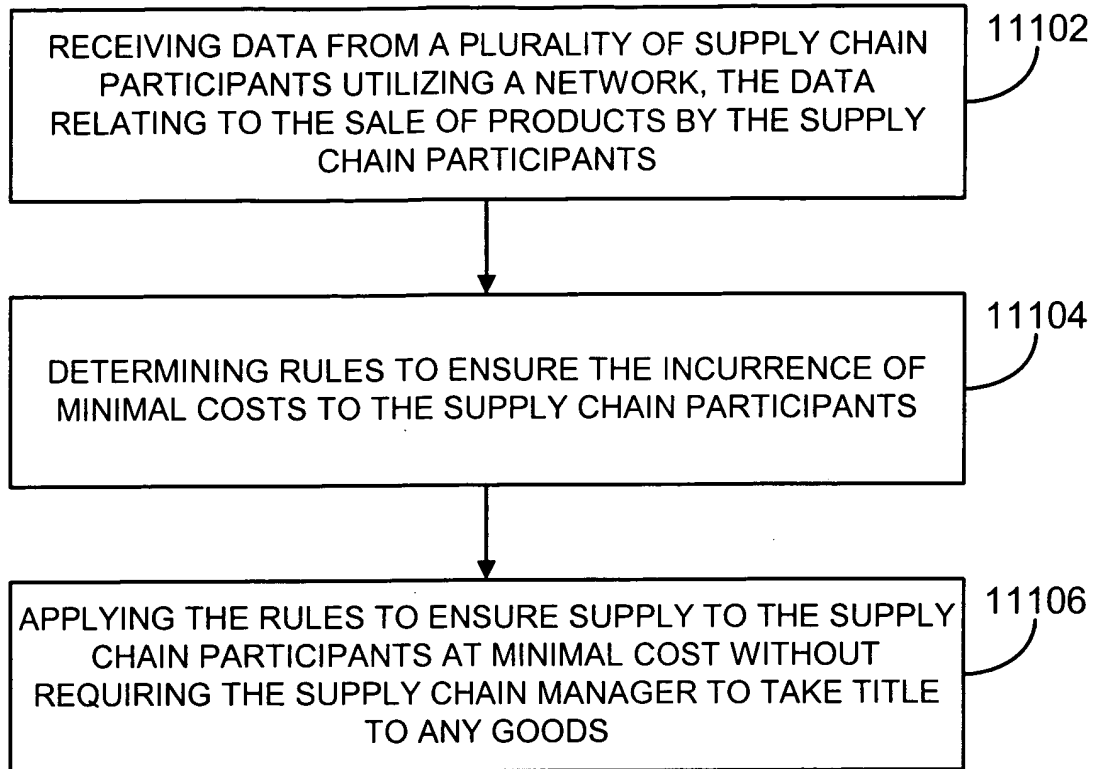 RECEIVING DATA FROM A PLURALITY OF SUPPLY CHAIN
PARTICIPANTS UTILIZING A NETWORK, THE DATA
RELATING TO THE SALE OF PRODUCTS BY THE SUPPLY
CHAIN PARTICIPANTS
11102
DETERMINING RULES TO ENSURE THE INCURRENCE OF
MINIMAL COSTS TO THE SUPPLY CHAIN PARTICIPANTS
11104
APPLYING THE RULES TO ENSURE SUPPLY TO THE SUPPLY
CHAIN PARTICIPANTS AT MINIMAL COST WITHOUT
REQUIRING THE SUPPLY CHAIN MANAGER TO TAKE TITLE
TO ANY GOODS
11106